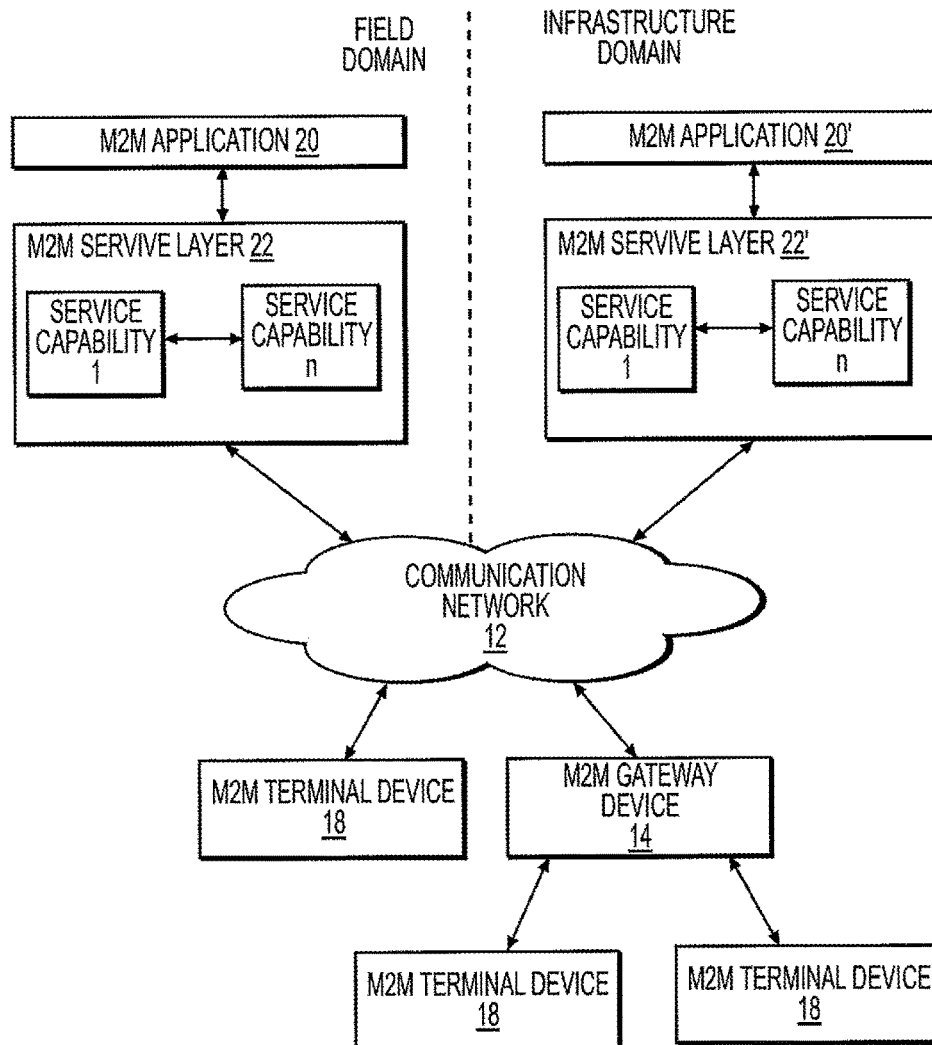 FIELD
DOMAIN
INFRASTRUCTURE
DOMAIN
M2M APPLICATION 20
M2M APPLICATION 20'
M2M SERVIVE LAYER 22
SERVICE
CAPABILITY
1
SERVICE
CAPABILITY
n
M2M SERVIVE LAYER 22'
SERVICE
CAPABILITY
1
SERVICE
CAPABILITY
n
COMMUNICATION
NETWORK
12
M2M TERMINAL DEVICE
18
M2M GATEWAY
DEVICE
14
M2M TERMINAL DEVICE
18
M2M TERMINAL DEVICE
18